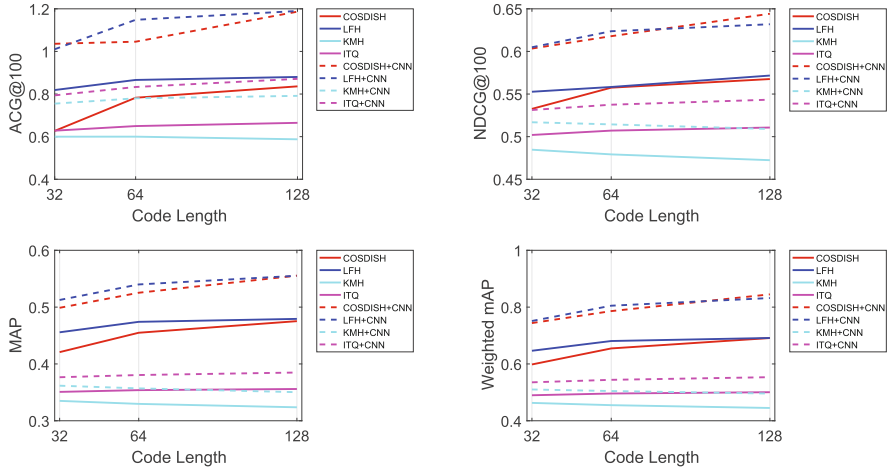 1.2
1
0.8
0.6
0.4
ACG@100
32
64
128
Code Length
COSDISH
LFH
KMH
ITQ
COSDISH+CNN
LFH+CNN
KMH+CNN
ITQ+CNN
0.65
0.6
0.55
0.5
0.45
NDCG@100
32
64
128
Code Length
COSDISH
LFH
KMH
ITQ
COSDISH+CNN
LFH+CNN
KMH+CNN
ITQ+CNN
0.6
0.5
0.4
0.3
MAP
32
64
128
Code Length
COSDISH
LFH
KMH
ITQ
COSDISH+CNN
LFH+CNN
KMH+CNN
ITQ+CNN
1
0.8
0.6
0.4
Weighted mAP
32
64
128
Code Length
COSDISH
LFH
KMH
ITQ
COSDISH+CNN
LFH+CNN
KMH+CNN
ITQ+CNN